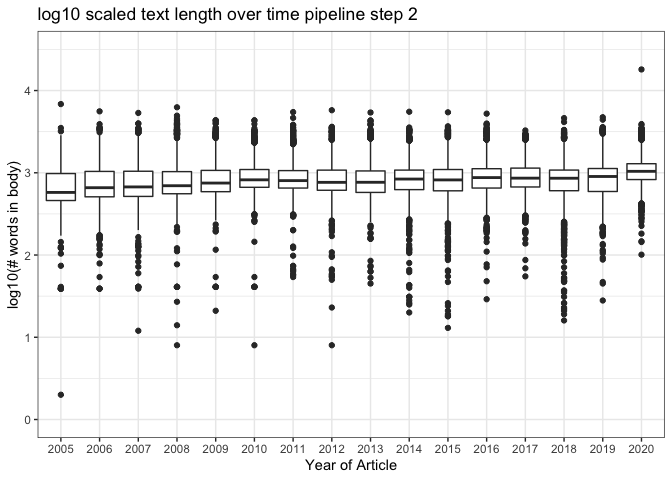 log10 scaled text length over time pipeline step 2
log10(# words in body)
4
3
2
1
0
2005 2006 2007 2008 2009 2010 2011 2012 2013 2014 2015 2016 2017 2018 2019 2020
Year of Article